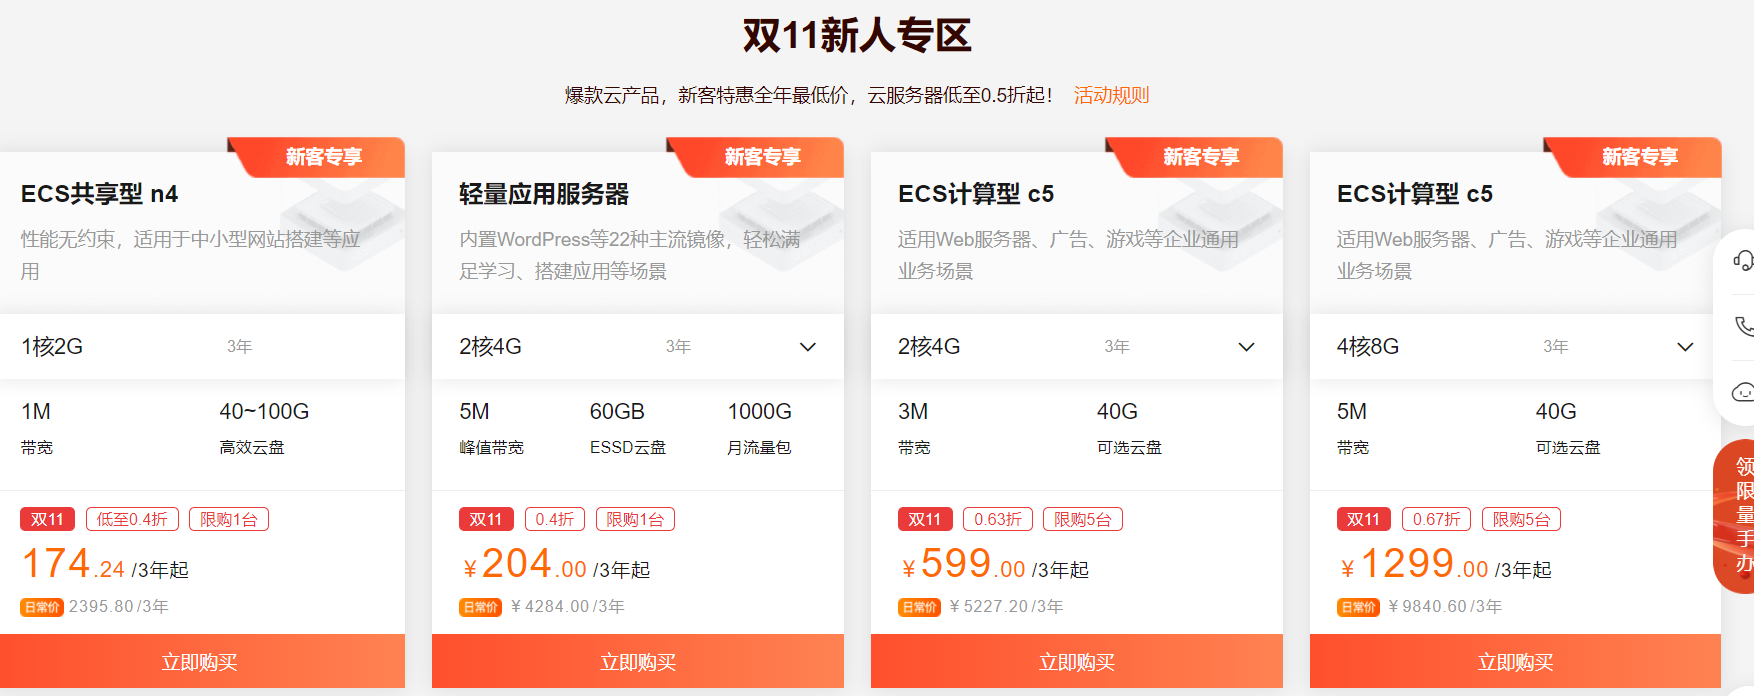 双11新人专区
爆款云产品，新客特惠全年最低价，云服务器低至0.5折起！ 活动规则
新客专享
ECS共享型 n4
性能无约束，适用于中小型网站搭建等应
用
1核2G 3年
1M 40~100G
带宽 高效云盘
双11 低至0.4折 限购1台
174.24 /3年起
日常价 2395.80/3年
立即购买
新客专享
轻量应用服务器
内置WordPress等22种主流镜像，轻松满
足学习、搭建应用等场景
2核4G 3年
5M 60GB 1000G
峰值带宽 ESSD云盘 月流量包
双11 0.4折 限购1台
¥204.00 /3年起
日常价 ¥4284.00/3年
立即购买
新客专享
ECS计算型 c5
适用Web服务器、广告、游戏等企业通用
业务场景
2核4G 3年
3M 40G
带宽 可选云盘
双11 0.63折 限购5台
¥599.00 /3年起
日常价 ¥5227.20/3年
立即购买
新客专享
ECS计算型 c5
适用Web服务器、广告、游戏等企业通用
业务场景
4核8G 3年
5M 40G
带宽 可选云盘
双11 0.67折 限购5台
¥1299.00 /3年起
日常价 ¥9840.60/3年
立即购买
领
限
量
手
办